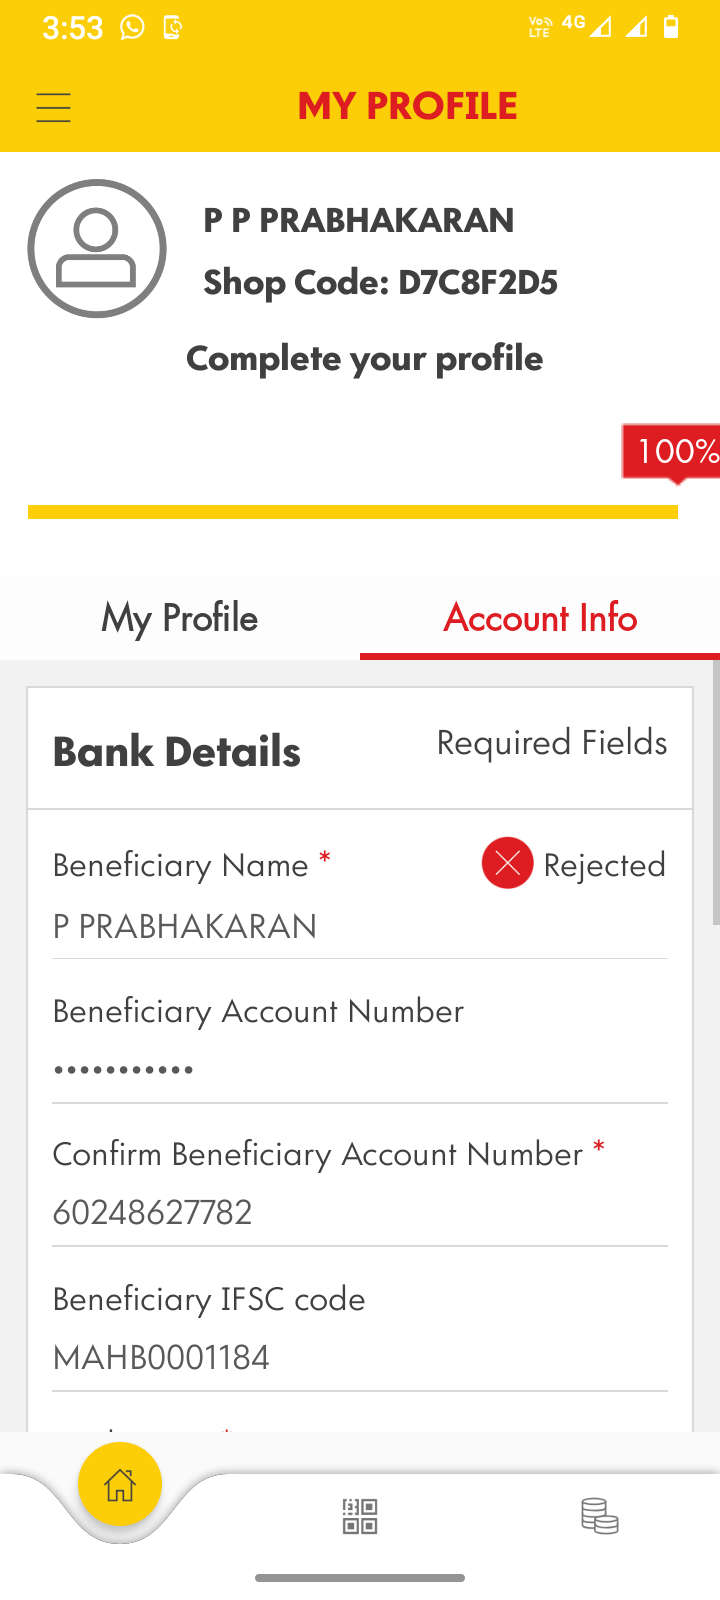 3:53
Vo LTE 4G
MY PROFILE
P P PRABHAKARAN
Shop Code: D7C8F2D5
Complete your profile
100%
My Profile Account Info
Bank Details Required Fields
Beneficiary Name * Rejected
P PRABHAKARAN
Beneficiary Account Number
•••••••••••
Confirm Beneficiary Account Number *
60248627782
Beneficiary IFSC code
MAHB0001184